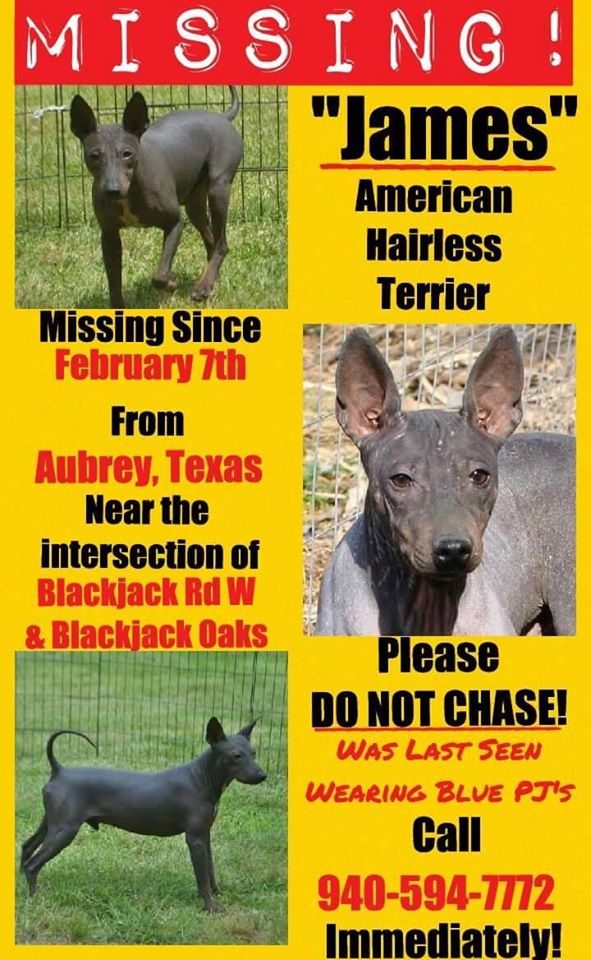 MISSING!
"James"
American
Hairless
Terrier
Missing Since
February 7th
From
Aubrey, Texas
Near the
intersection of
Blackjack Rd W
& Blackjack Oaks
Please
DO NOT CHASE!
WAS LAST SEEN
WEARING BLUE PJ'S
Call
940-594-7772
Immediately!